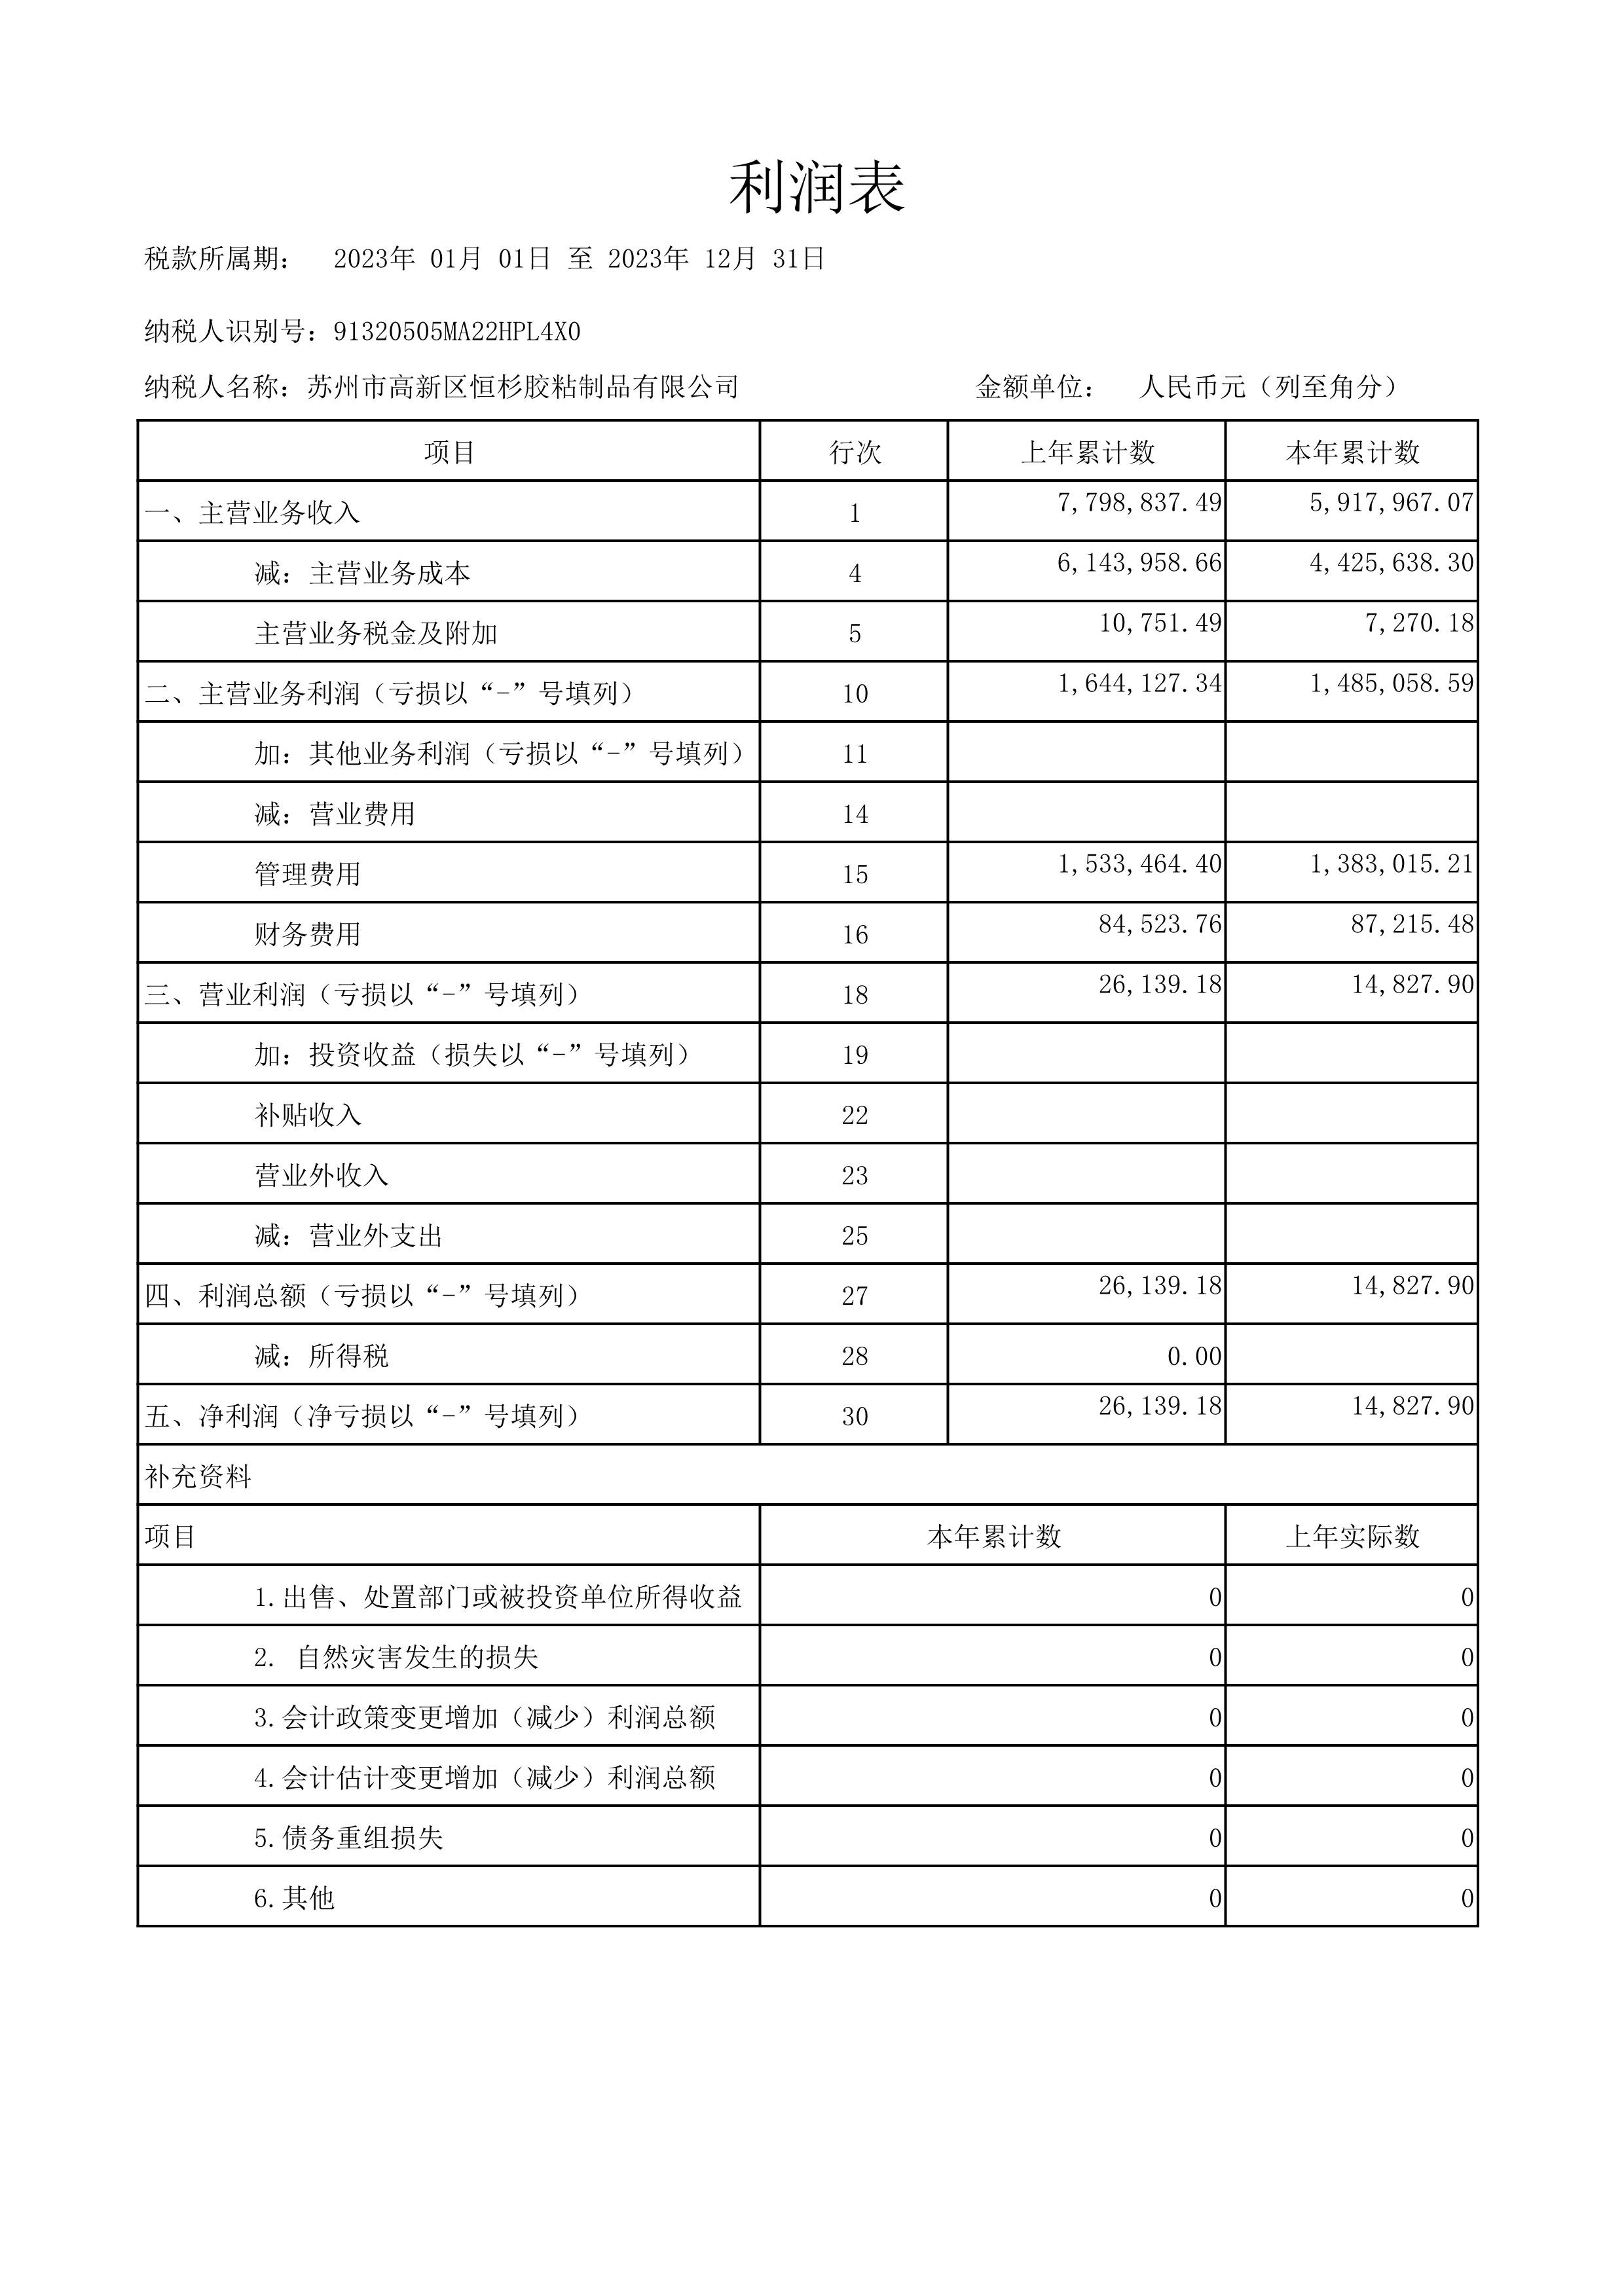 利润表
税款所属期： 2023年 01月 01日 至 2023年 12月 31日
纳税人识别号：91320505MA22HPL4X0
纳税人名称：苏州市高新区恒杉胶粘制品有限公司 金额单位： 人民币元（列至角分）
项目 行次 上年累计数 本年累计数
一、主营业务收入 1 7,798,837.49 5,917,967.07
减：主营业务成本 4 6,143,958.66 4,425,638.30
主营业务税金及附加 5 10,751.49 7,270.18
二、主营业务利润（亏损以“-”号填列） 10 1,644,127.34 1,485,058.59
加：其他业务利润（亏损以“-”号填列） 11
减：营业费用 14
管理费用 15 1,533,464.40 1,383,015.21
财务费用 16 84,523.76 87,215.48
三、营业利润（亏损以“-”号填列） 18 26,139.18 14,827.90
加：投资收益（损失以“-”号填列） 19
补贴收入 22
营业外收入 23
减：营业外支出 25
四、利润总额（亏损以“-”号填列） 27 26,139.18 14,827.90
减：所得税 28 0.00
五、净利润（净亏损以“-”号填列） 30 26,139.18 14,827.90
补充资料
项目 本年累计数 上年实际数
1.出售、处置部门或被投资单位所得收益 0 0
2. 自然灾害发生的损失 0 0
3.会计政策变更增加（减少）利润总额 0 0
4.会计估计变更增加（减少）利润总额 0 0
5.债务重组损失 0 0
6.其他 0 0